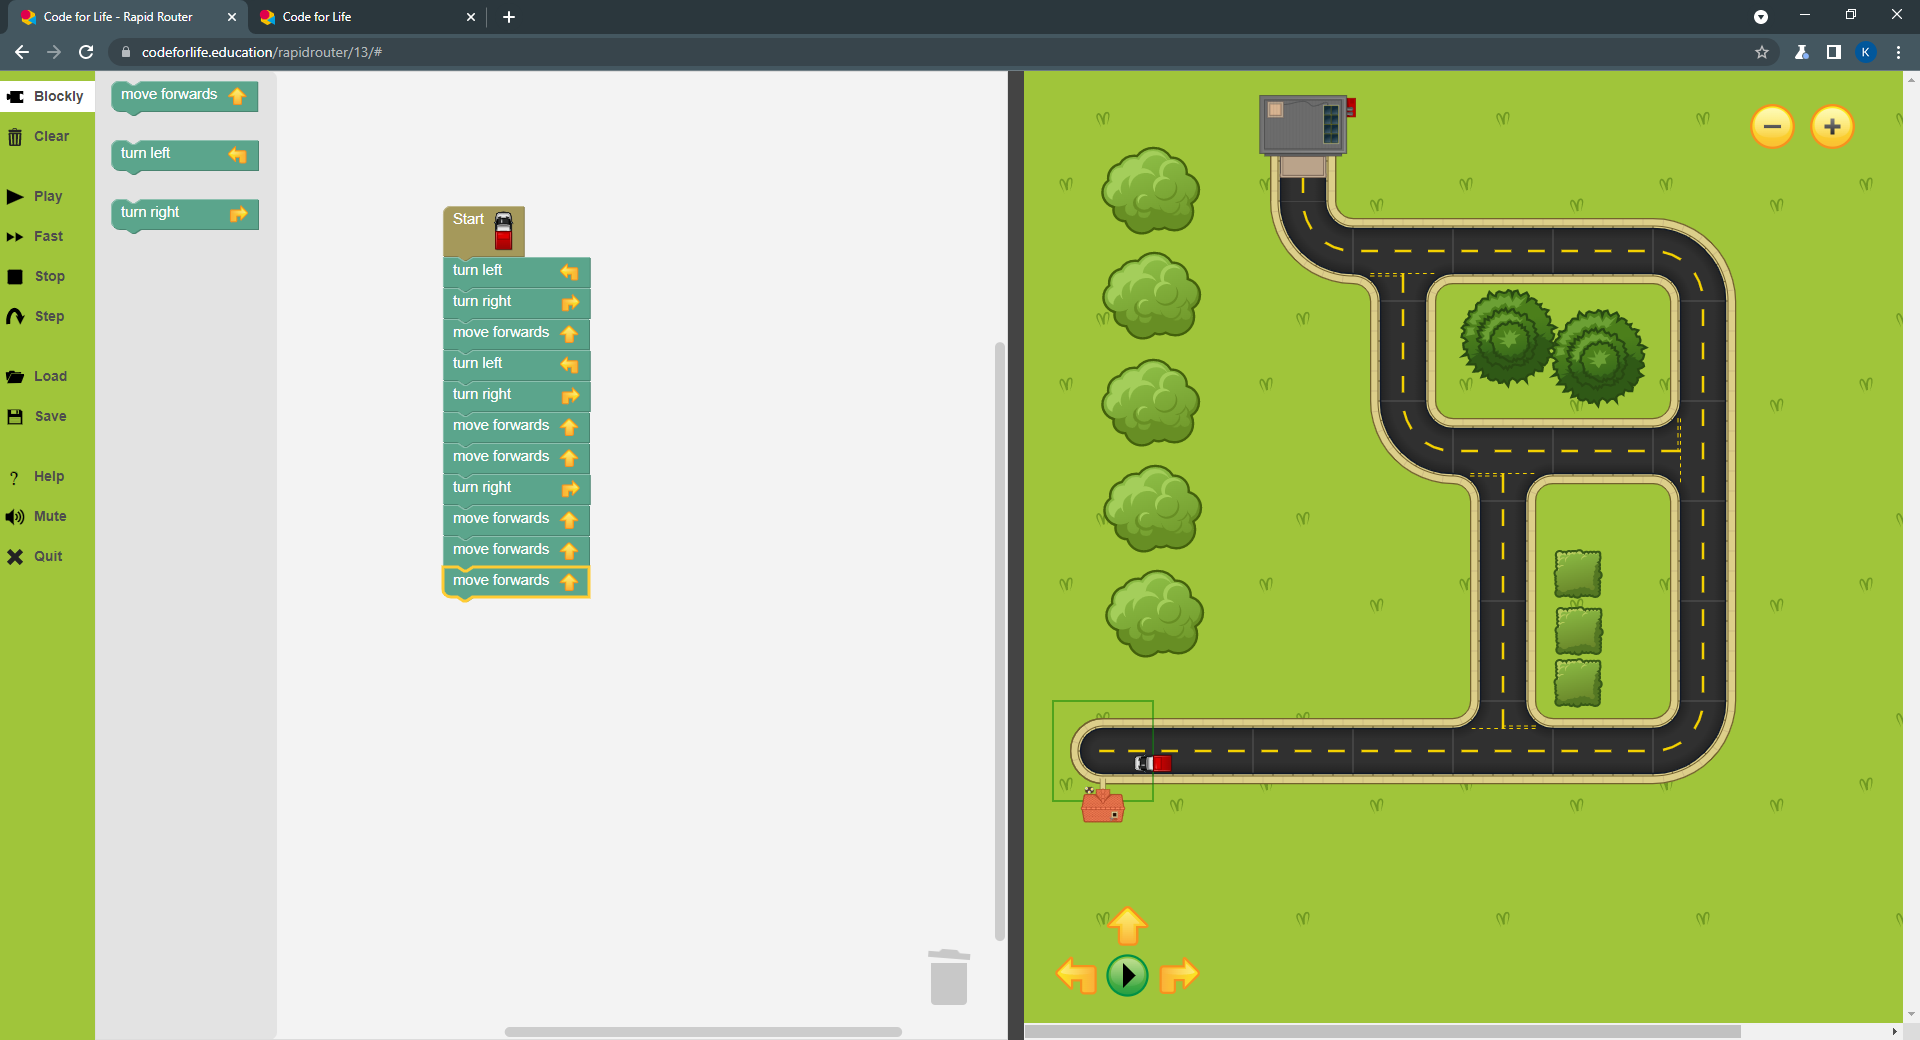 Code for Life - Rapid Router
Code for Life
codeforlife.education/rapidrouter/13/#
K
Blockly
Clear
Play
Fast
Stop
Step
Load
Save
Help
Mute
Quit
move forwards
turn left
turn right
Start
turn left
turn right
move forwards
turn left
turn right
move forwards
move forwards
turn right
move forwards
move forwards
move forwards